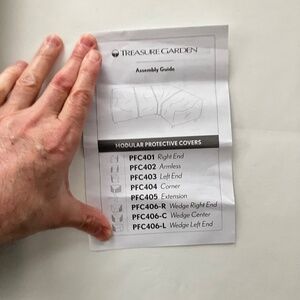 TREASURE GARDEN
Assembly Guide
MODULAR PROTECTIVE COVERS
PFC401 Right End
PFC402 Armless
PFC403 Left End
PFC404 Corner
PFC405 Extension
PFC406-R Wedge Right End
PFC406-C Wedge Center
PFC406-L Wedge Left End